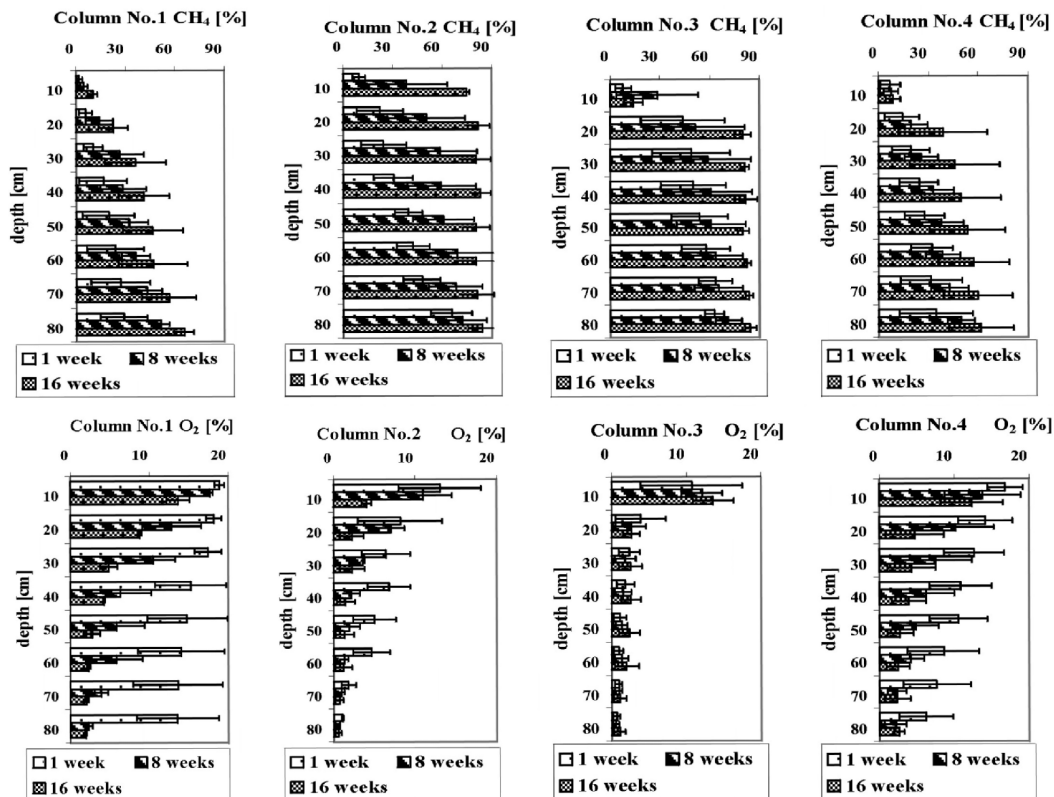 Column No.1 CH₄ [%]
0 30 60 90
depth [cm]
10
20
30
40
50
60
70
80
1 week 8 weeks
16 weeks
Column No.2 CH₄ [%]
0 30 60 90
depth [cm]
10
20
30
40
50
60
70
80
1 week 8 weeks
16 weeks
Column No.3 CH₄ [%]
0 30 60 90
depth [cm]
10
20
30
40
50
60
70
80
1 week 8 weeks
16 weeks
Column No.4 CH₄ [%]
0 30 60 90
depth [cm]
10
20
30
40
50
60
70
80
1 week 8 weeks
16 weeks
Column No.1 O₂ [%]
0 10 20
depth [cm]
10
20
30
40
50
60
70
80
1 week 8 weeks
16 weeks
Column No.2 O₂ [%]
0 10 20
depth [cm]
10
20
30
40
50
60
70
80
1 week 8 weeks
16 weeks
Column No.3 O₂ [%]
0 10 20
depth [cm]
10
20
30
40
50
60
70
80
1 week 8 weeks
16 weeks
Column No.4 O₂ [%]
0 10 20
depth [cm]
10
20
30
40
50
60
70
80
1 week 8 weeks
16 weeks